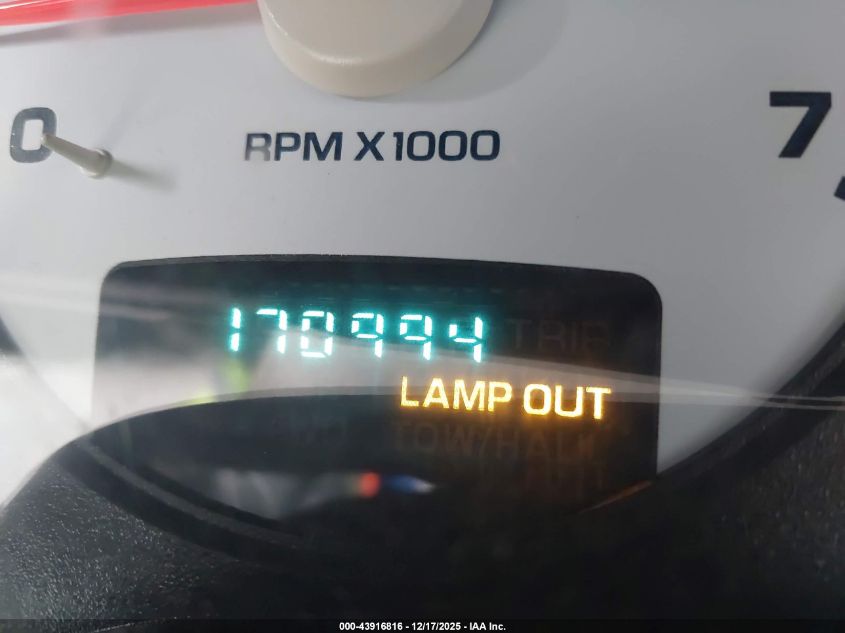 0
7
RPM X1000
170994
TRIP
LAMP OUT
TOW/HAUL
000-43916816 - 12/17/2025 - IAA Inc.